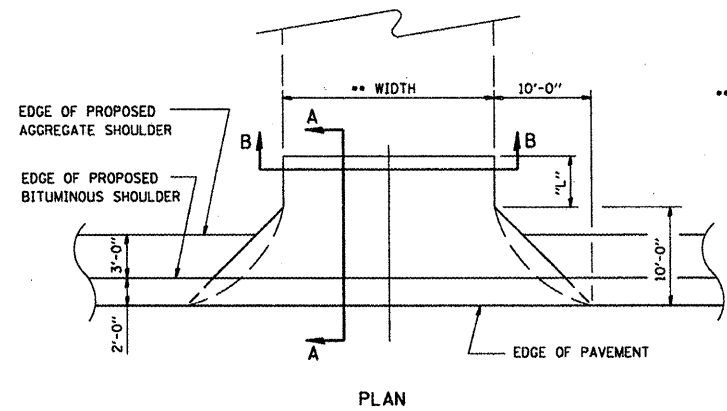 •• WIDTH
10'-0"
••
EDGE OF PROPOSED
AGGREGATE SHOULDER
A
B
B
EDGE OF PROPOSED
BITUMINOUS SHOULDER
"L"
3'-0"
10'-0"
2'-0"
A
EDGE OF PAVEMENT
PLAN